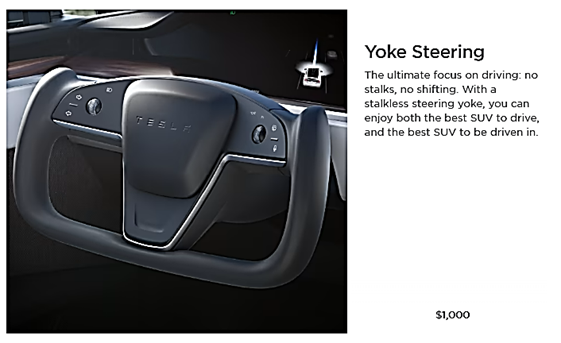 TESLA
Yoke Steering
The ultimate focus on driving: no
stalks, no shifting. With a
stalkless steering yoke, you can
enjoy both the best SUV to drive,
and the best SUV to be driven in.
$1,000